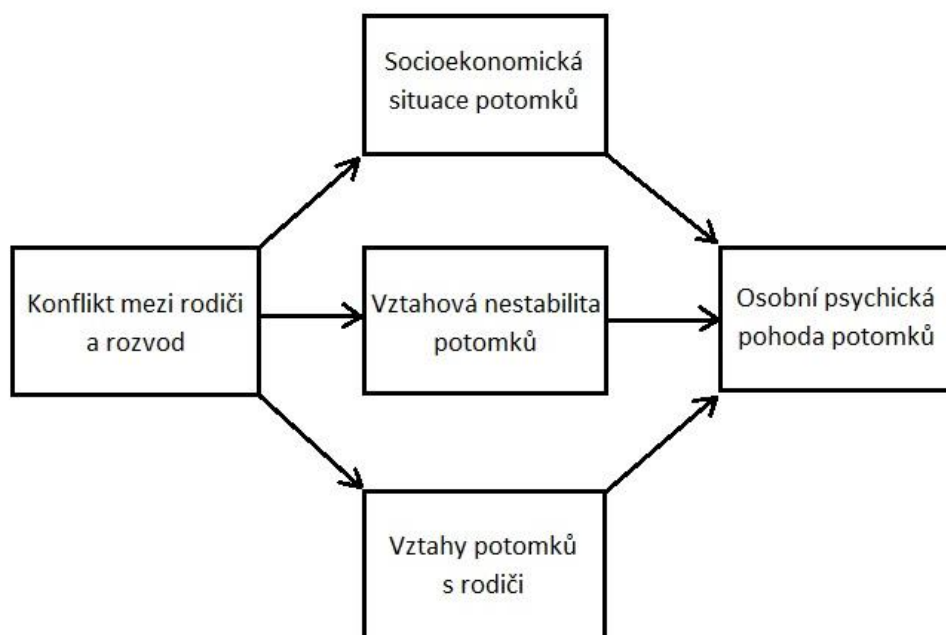 Socioekonomická
situace potomků
Konflikt mezi rodiči
a rozvod
Vztahová nestabilita
potomků
Osobní psychická
pohoda potomků
Vztahy potomků
s rodiči